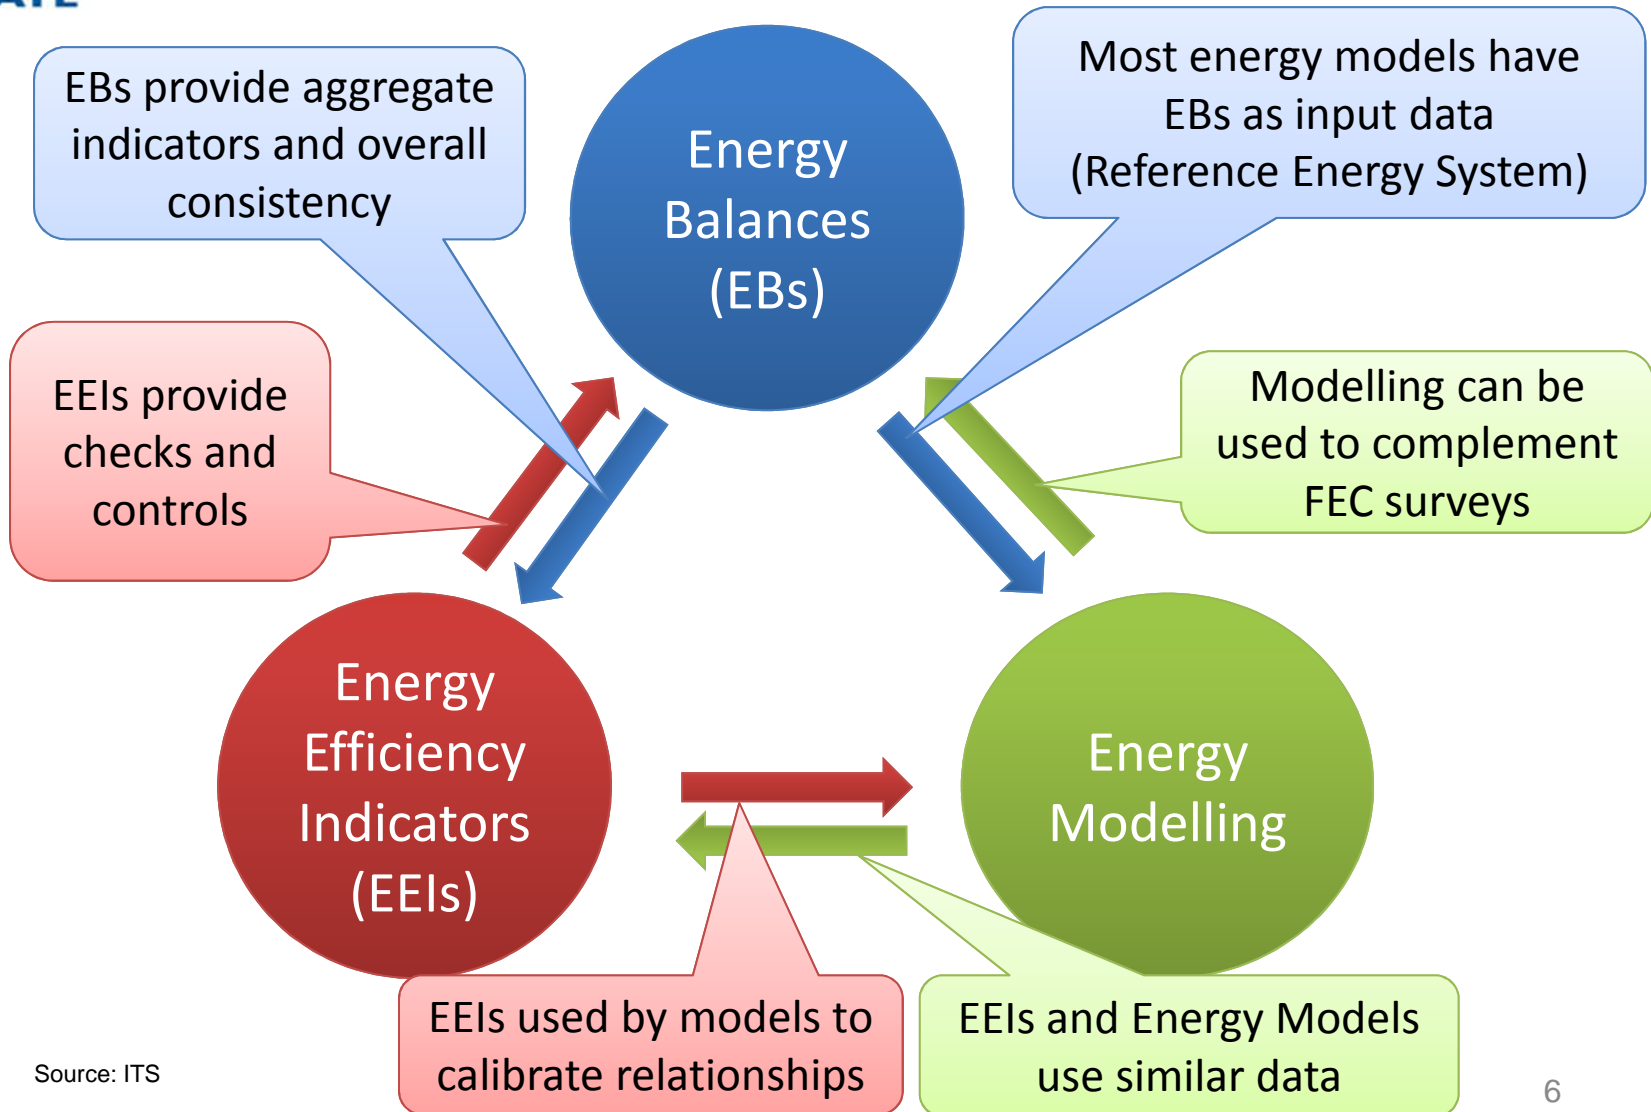 EBs provide aggregate
indicators and overall
consistency
Energy
Balances
(EBs)
Most energy models have
EBs as input data
(Reference Energy System)
EEIs provide
checks and
controls
Modelling can be
used to complement
FEC surveys
Energy
Efficiency
Indicators
(EEIs)
Energy
Modelling
EEIs used by models to
calibrate relationships
EEIs and Energy Models
use similar data
Source: ITS
6